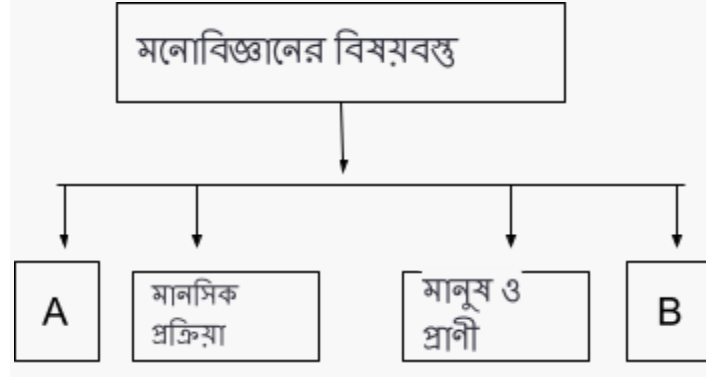 মনোবিজ্ঞানের বিষয়বস্তু
A
মানসিক
প্রক্রিয়া
মানুষ ও
প্রাণী
B